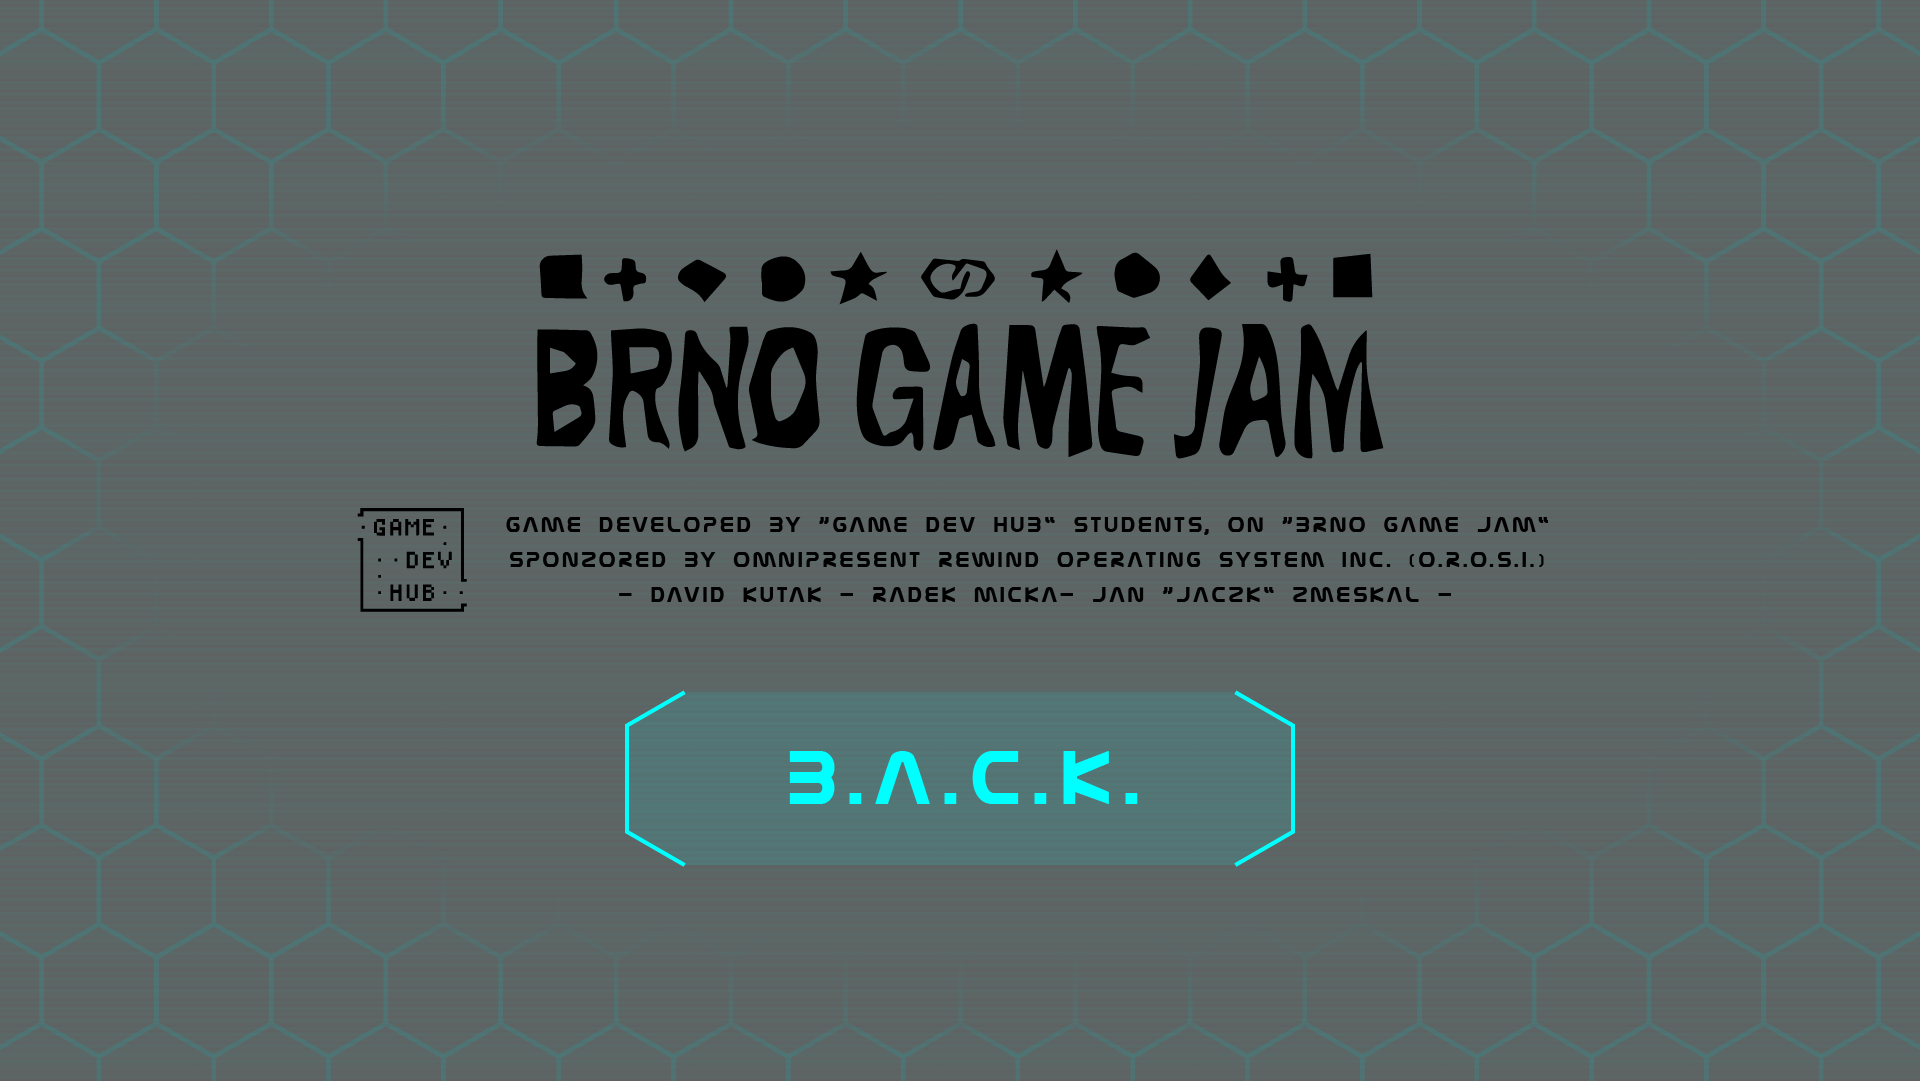 BRNO GAME JAM
GAME
DEV
HUB
GAME DEVELOPED BY "GAME DEV HUB" STUDENTS, ON "BRNO GAME JAM"
SPONZORED BY OMNIPRESENT REWIND OPERATING SYSTEM INC. (O.R.O.S.I.)
- DAVID KUTAK - RADEK MICKA- JAN "JACZK" ZMESKAL -
B.A.C.K.